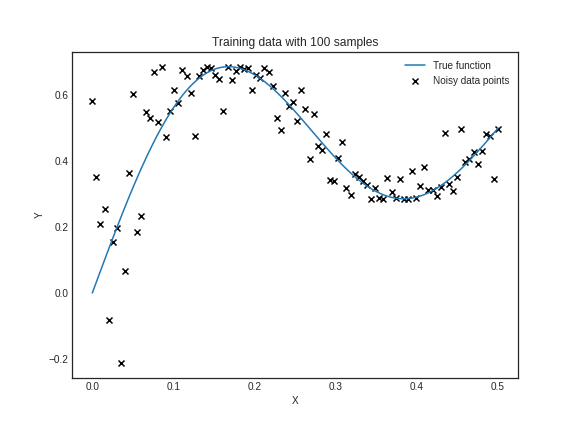 Training data with 100 samples
True function
Noisy data points
0.6
0.4
0.2
0.0
−0.2
Y
0.0 0.1 0.2 0.3 0.4 0.5
X